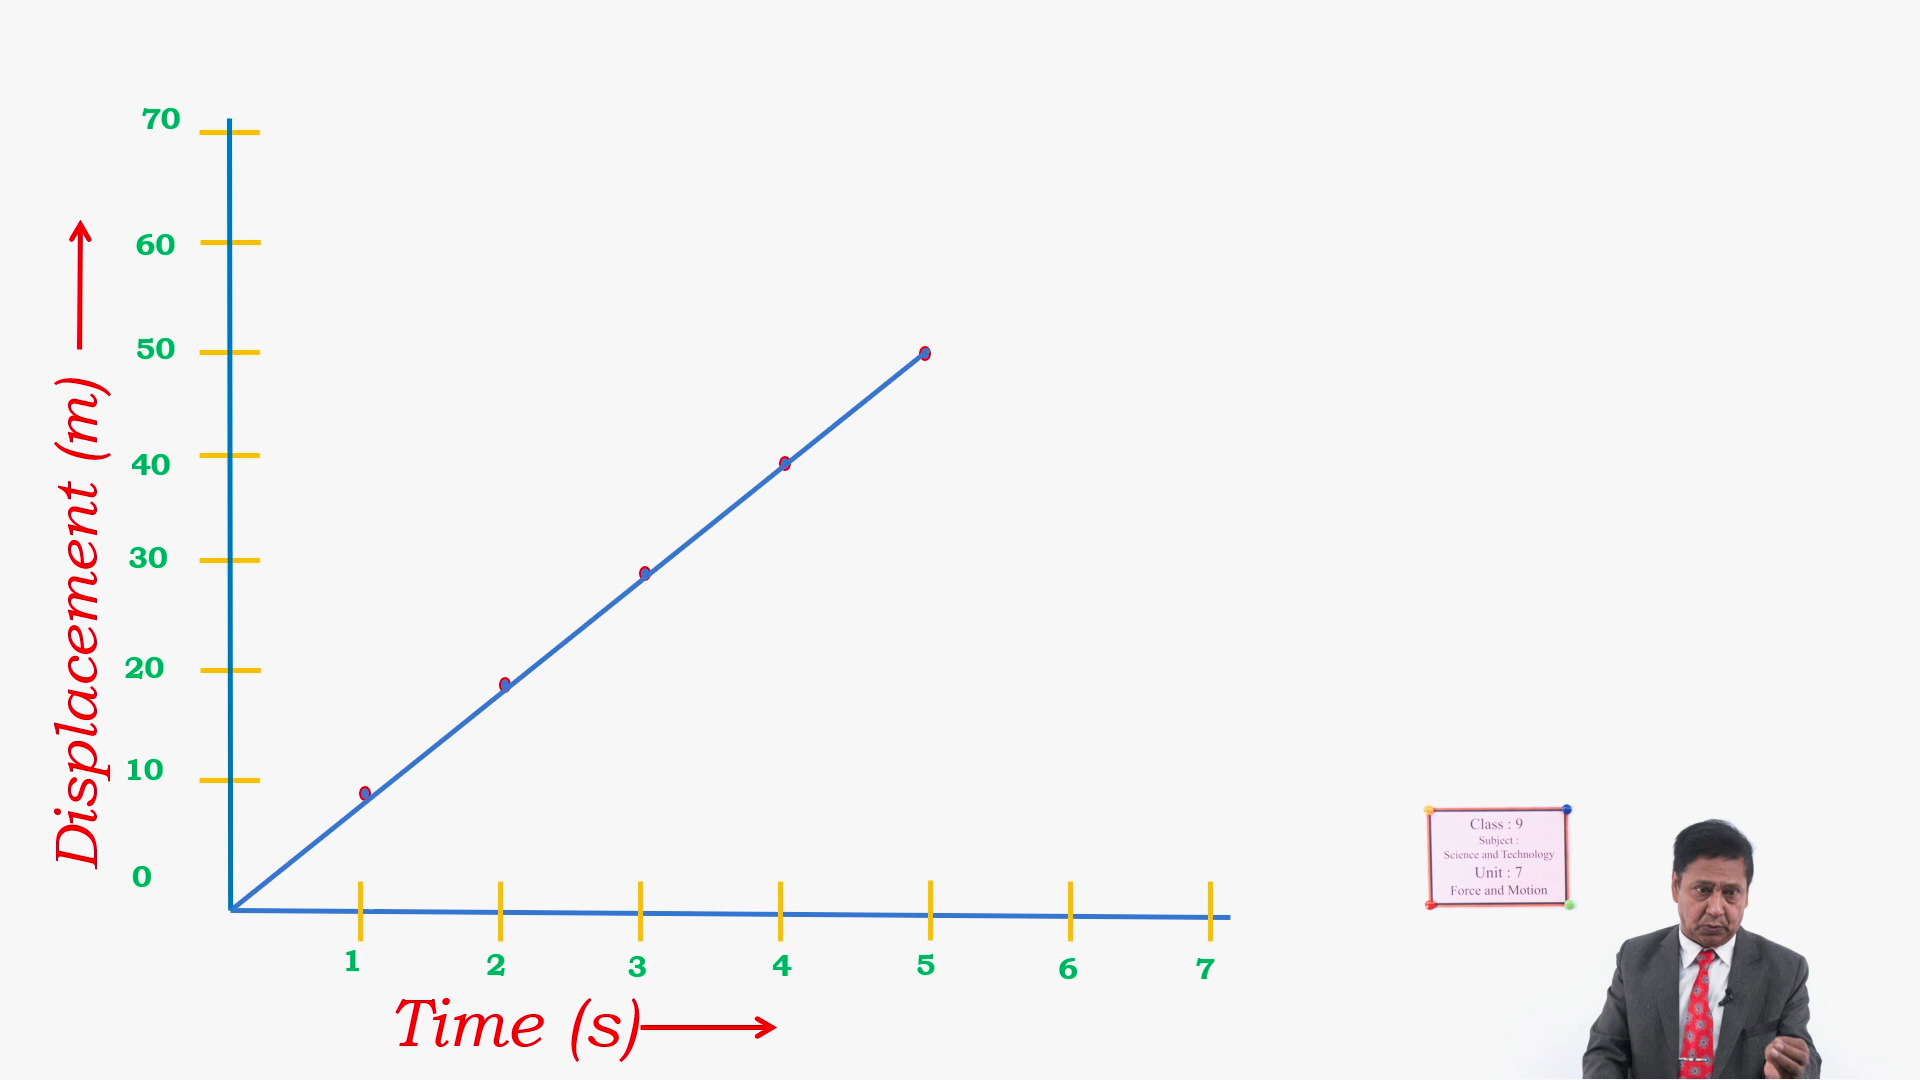 70
60
50
40
30
20
10
0
Displacement (m)
1 2 3 4 5 6 7
Time (s)
Class : 9
Subject :
Science and Technology
Unit : 7
Force and Motion